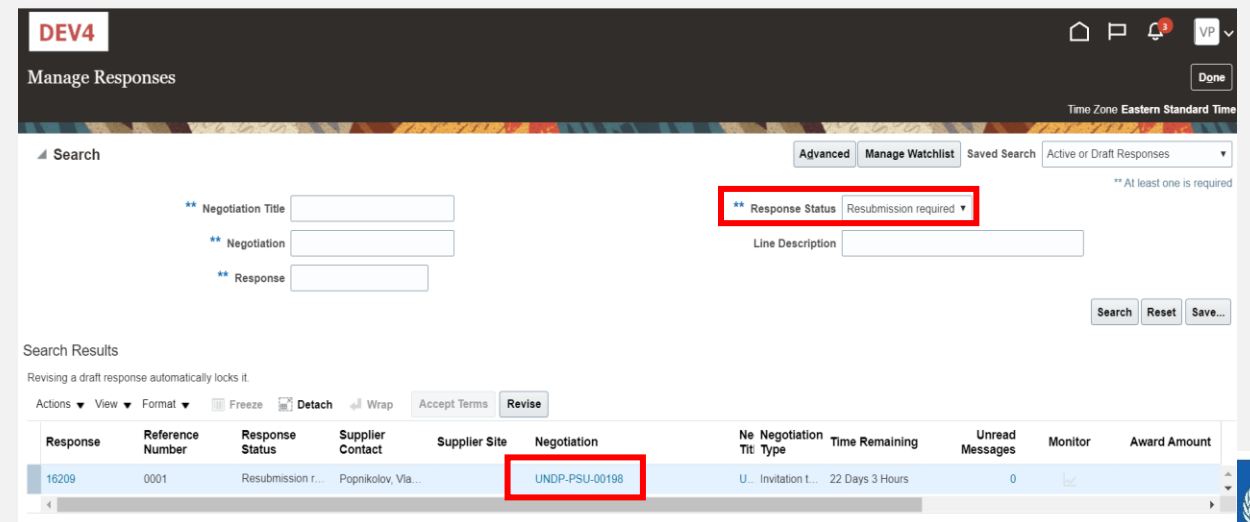 DEV4
3
VP
Manage Responses
Done
Time Zone Eastern Standard Time
Search
Advanced Manage Watchlist Saved Search Active or Draft Responses
** At least one is required
** Negotiation Title ** Response Status Resubmission required
** Negotiation Line Description
** Response
Search Reset Save...
Search Results
Revising a draft response automatically locks it.
Actions View Format Freeze Detach Wrap Accept Terms Revise
Response Reference Number Response Status Supplier Contact Supplier Site Negotiation Ne Titl Negotiation Type Time Remaining Unread Messages Monitor Award Amount
16209 0001 Resubmission r... Popnikolov, Vla... UNDP-PSU-00198 U... Invitation t... 22 Days 3 Hours 0